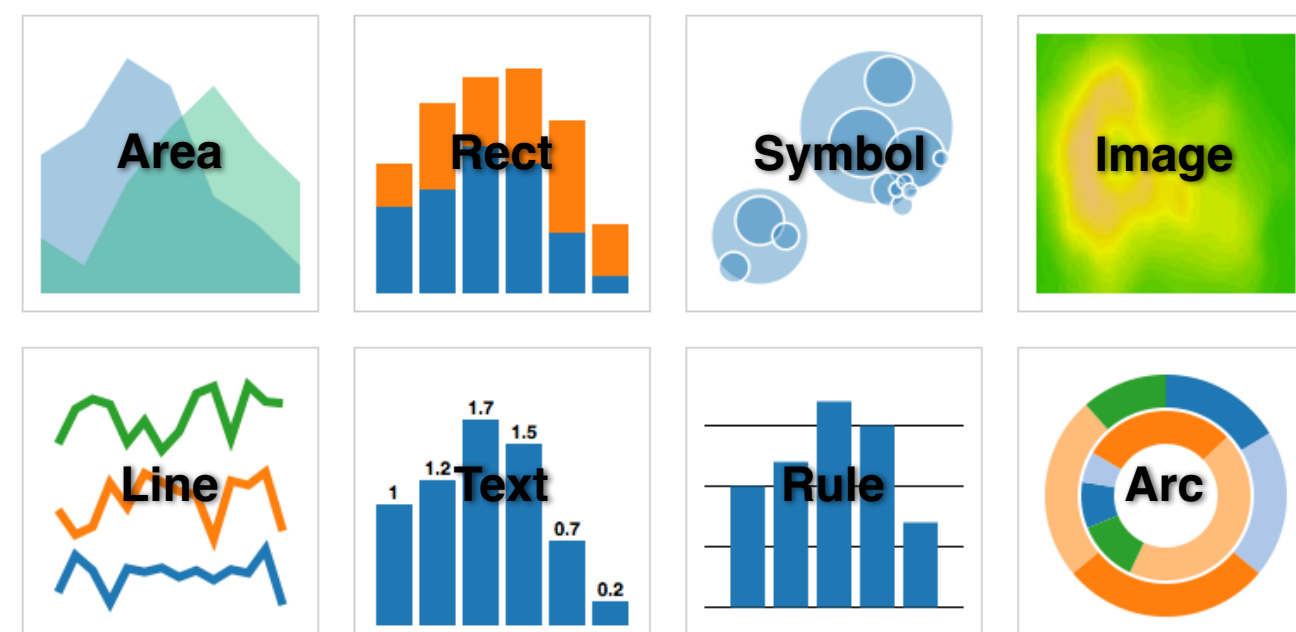 Area
Rect
Symbol
Image
Line
1
1.2
1.7
1.5
0.7
0.2
Text
Rule
Arc